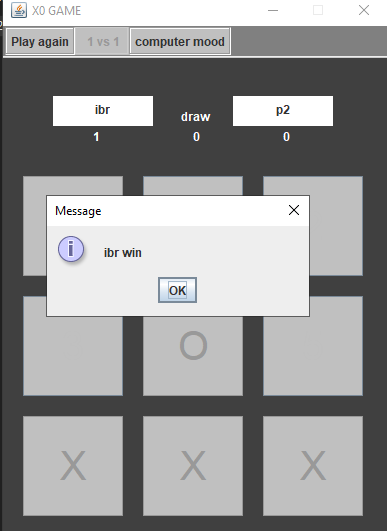 X0 GAME
Play again 1 vs 1 computer mood
ibr draw p2
1 0 0
Message
ibr win
OK
O
X X X